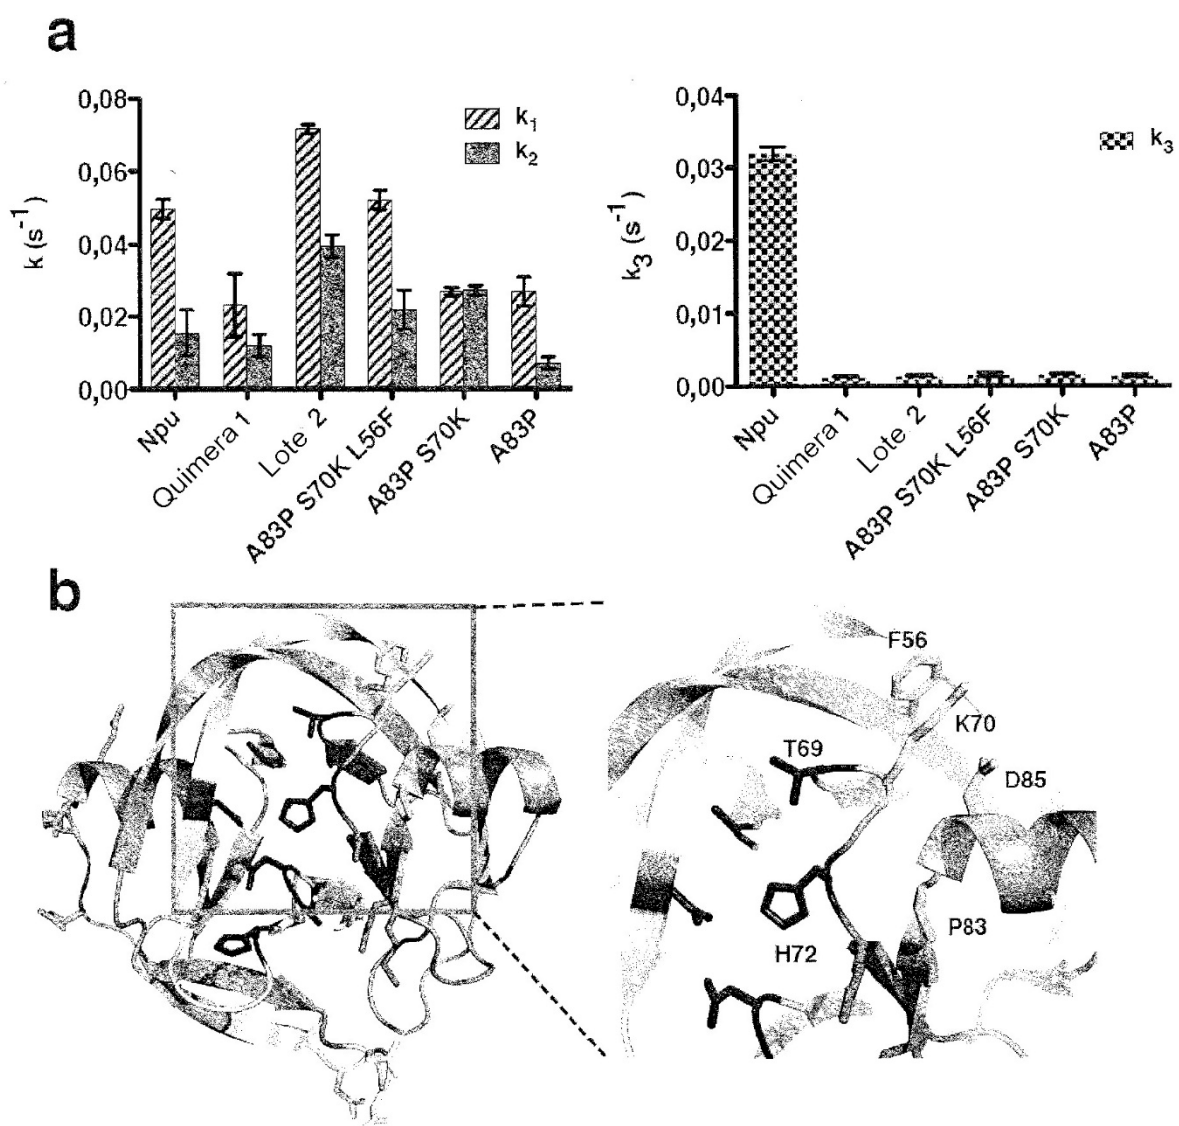 a
0,08
0,06
0,04
0,02
0,00
k (s⁻¹)
k₁
k₂
Npu
Quimera 1
Lote 2
A83P S70K L56F
A83P S70K
A83P
0,04
0,03
0,02
0,01
0,00
k₃ (s⁻¹)
k₃
Npu
Quimera 1
Lote 2
A83P S70K L56F
A83P S70K
A83P
b
F56
K70
T69
D85
P83
H72